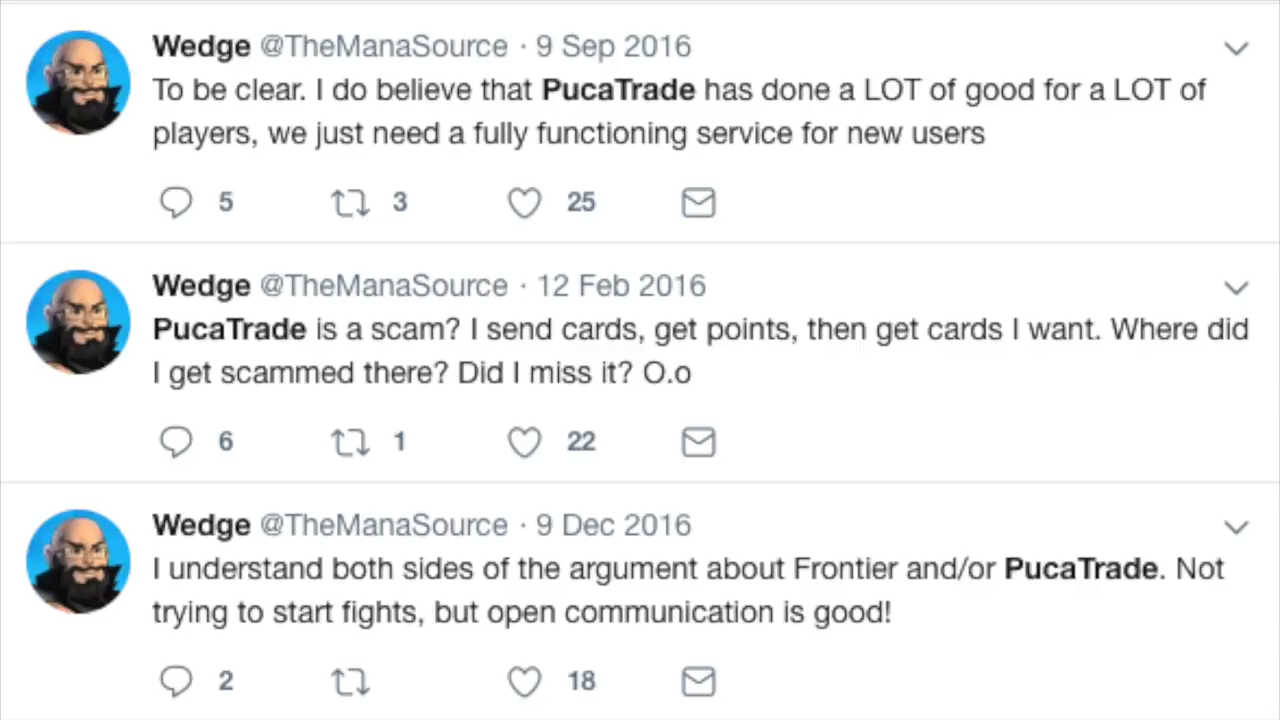 Wedge @TheManaSource · 9 Sep 2016
To be clear. I do believe that PucaTrade has done a LOT of good for a LOT of
players, we just need a fully functioning service for new users
5 3 25
Wedge @TheManaSource · 12 Feb 2016
PucaTrade is a scam? I send cards, get points, then get cards I want. Where did
I get scammed there? Did I miss it? O.o
6 1 22
Wedge @TheManaSource · 9 Dec 2016
I understand both sides of the argument about Frontier and/or PucaTrade. Not
trying to start fights, but open communication is good!
2 18